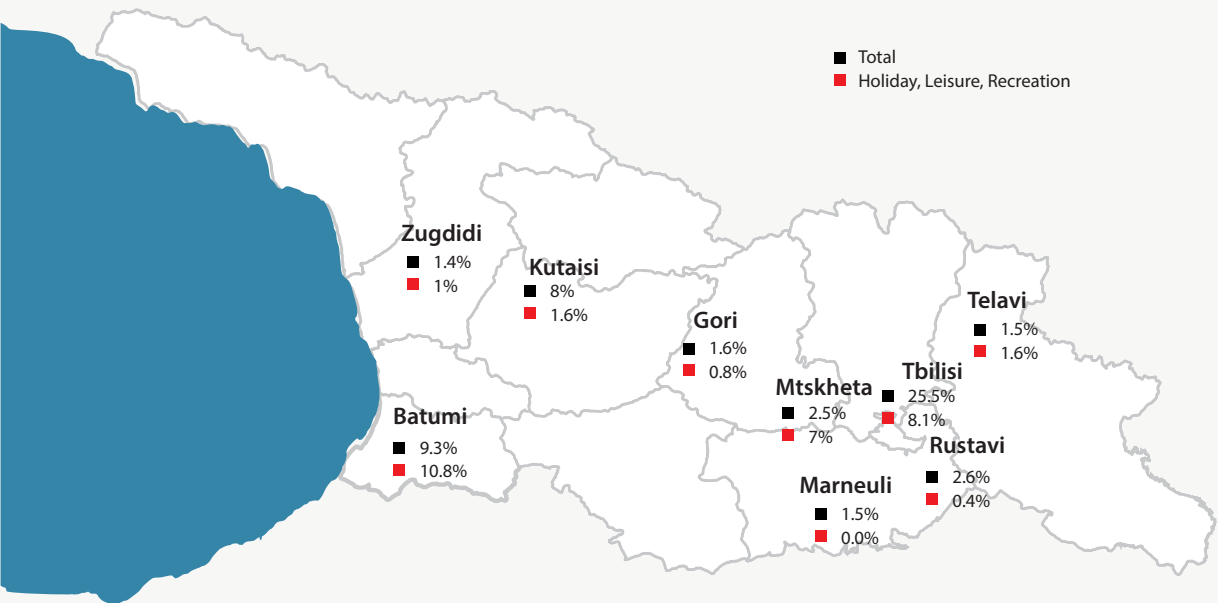 Total
Holiday, Leisure, Recreation
Zugdidi
1.4%
1%
Kutaisi
8%
1.6%
Gori
1.6%
0.8%
Telavi
1.5%
1.6%
Mtskheta
2.5%
7%
Tbilisi
25.5%
8.1%
Batumi
9.3%
10.8%
Rustavi
2.6%
0.4%
Marneuli
1.5%
0.0%